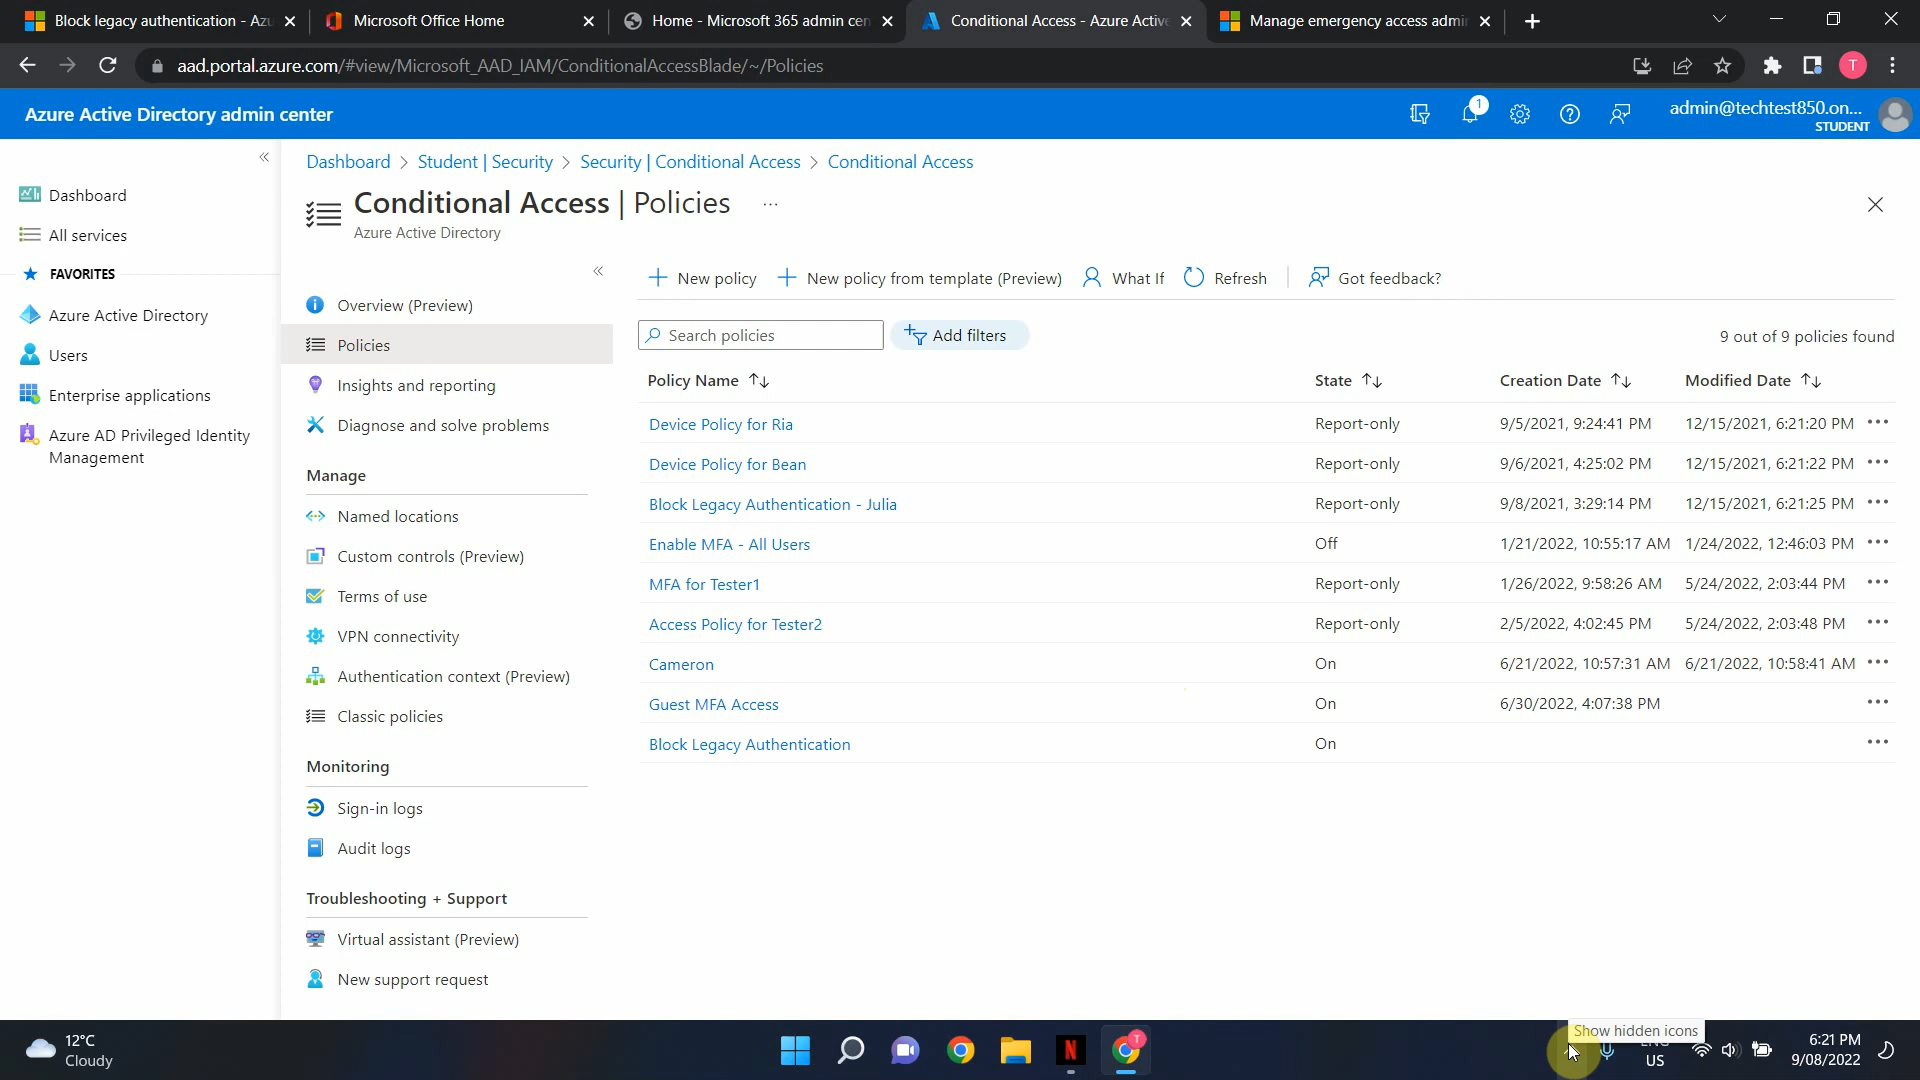 Block legacy authentication - Azu
Microsoft Office Home
Home - Microsoft 365 admin cen
Conditional Access - Azure Active
Manage emergency access admin
aad.portal.azure.com/#view/Microsoft_AAD_IAM/ConditionalAccessBlade/~/Policies
T
Azure Active Directory admin center
1
admin@techtest850.on...
STUDENT
Dashboard > Student | Security > Security | Conditional Access > Conditional Access
Conditional Access | Policies ...
Azure Active Directory
Dashboard
All services
FAVORITES
Azure Active Directory
Users
Enterprise applications
Azure AD Privileged Identity
Management
Overview (Preview)
Policies
Insights and reporting
Diagnose and solve problems
Manage
Named locations
Custom controls (Preview)
Terms of use
VPN connectivity
Authentication context (Preview)
Classic policies
Monitoring
Sign-in logs
Audit logs
Troubleshooting + Support
Virtual assistant (Preview)
New support request
New policy New policy from template (Preview) What If Refresh Got feedback?
Search policies Add filters 9 out of 9 policies found
Policy Name State Creation Date Modified Date
Device Policy for Ria Report-only 9/5/2021, 9:24:41 PM 12/15/2021, 6:21:20 PM
Device Policy for Bean Report-only 9/6/2021, 4:25:02 PM 12/15/2021, 6:21:22 PM
Block Legacy Authentication - Julia Report-only 9/8/2021, 3:29:14 PM 12/15/2021, 6:21:25 PM
Enable MFA - All Users Off 1/21/2022, 10:55:17 AM 1/24/2022, 12:46:03 PM
MFA for Tester1 Report-only 1/26/2022, 9:58:26 AM 5/24/2022, 2:03:44 PM
Access Policy for Tester2 Report-only 2/5/2022, 4:02:45 PM 5/24/2022, 2:03:48 PM
Cameron On 6/21/2022, 10:57:31 AM 6/21/2022, 10:58:41 AM
Guest MFA Access On 6/30/2022, 4:07:38 PM
Block Legacy Authentication On
12°C
Cloudy
N
T
Show hidden icons
ENG
US
6:21 PM
9/08/2022